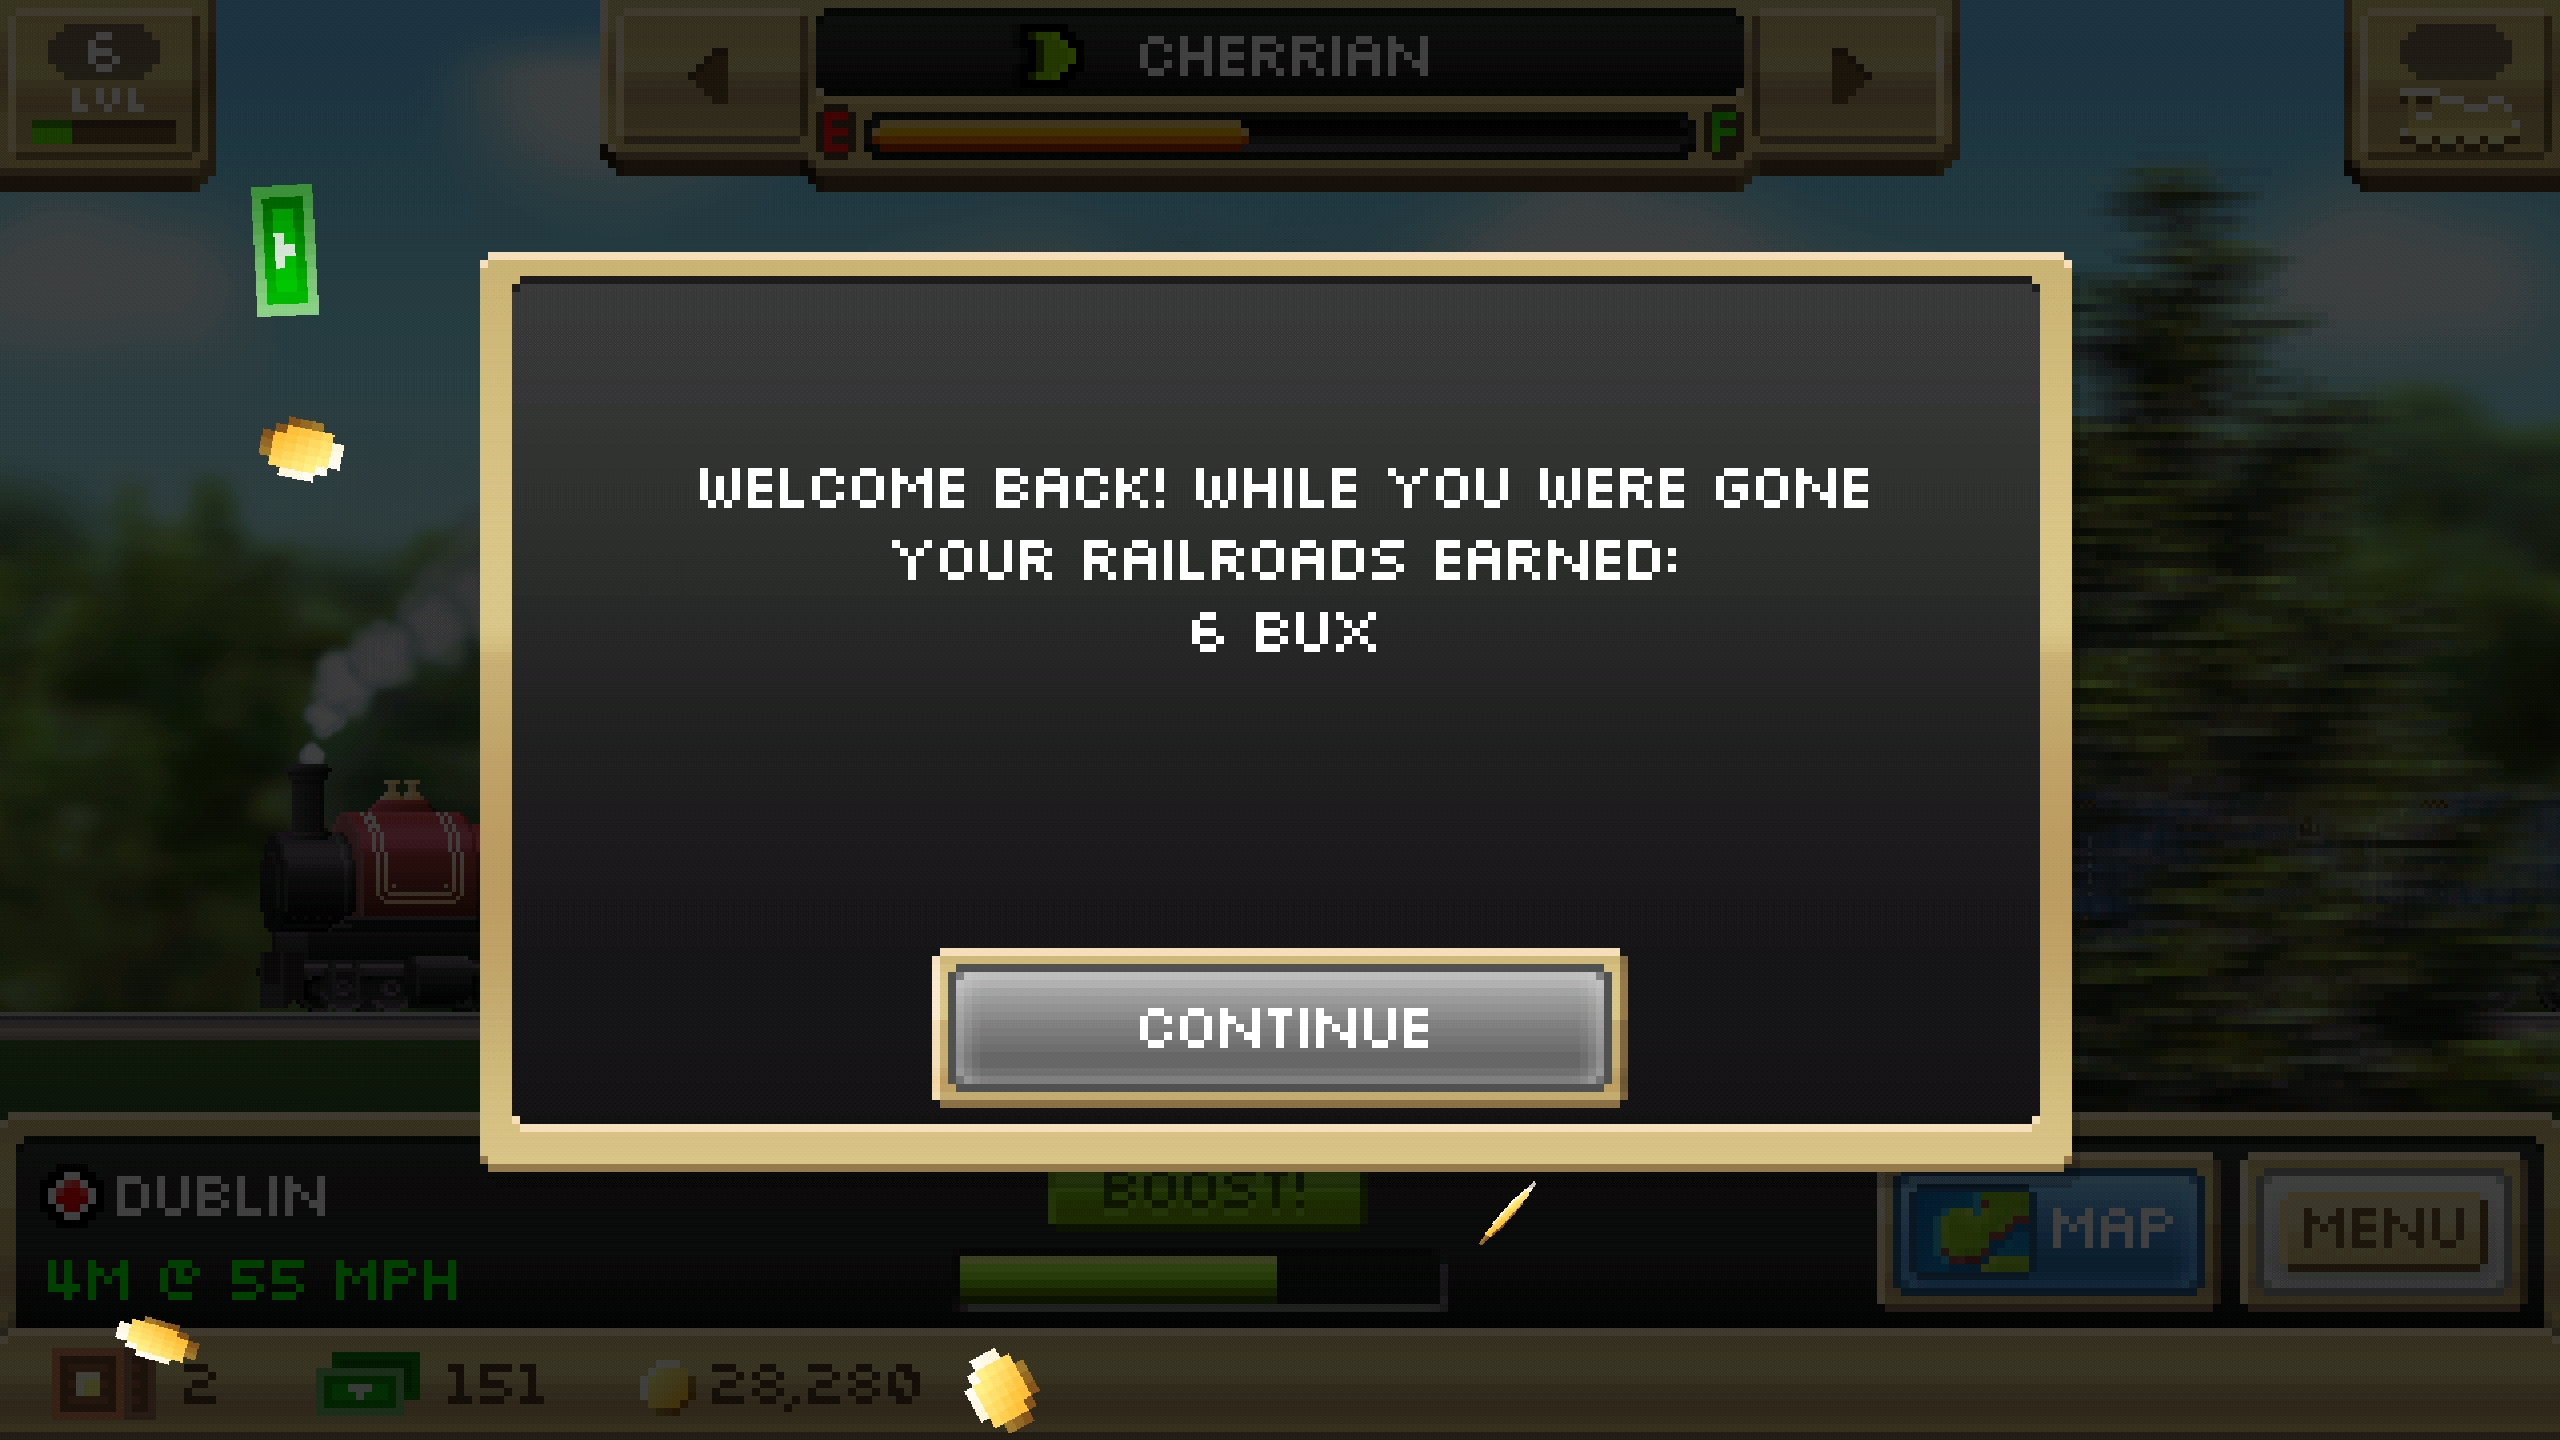 6
LVL
CHERRIAN
E
F
WELCOME BACK! WHILE YOU WERE GONE
YOUR RAILROADS EARNED:
6 BUX
CONTINUE
BOOST!
DUBLIN
4M @ 55 MPH
MAP
MENU
2
151
28,280